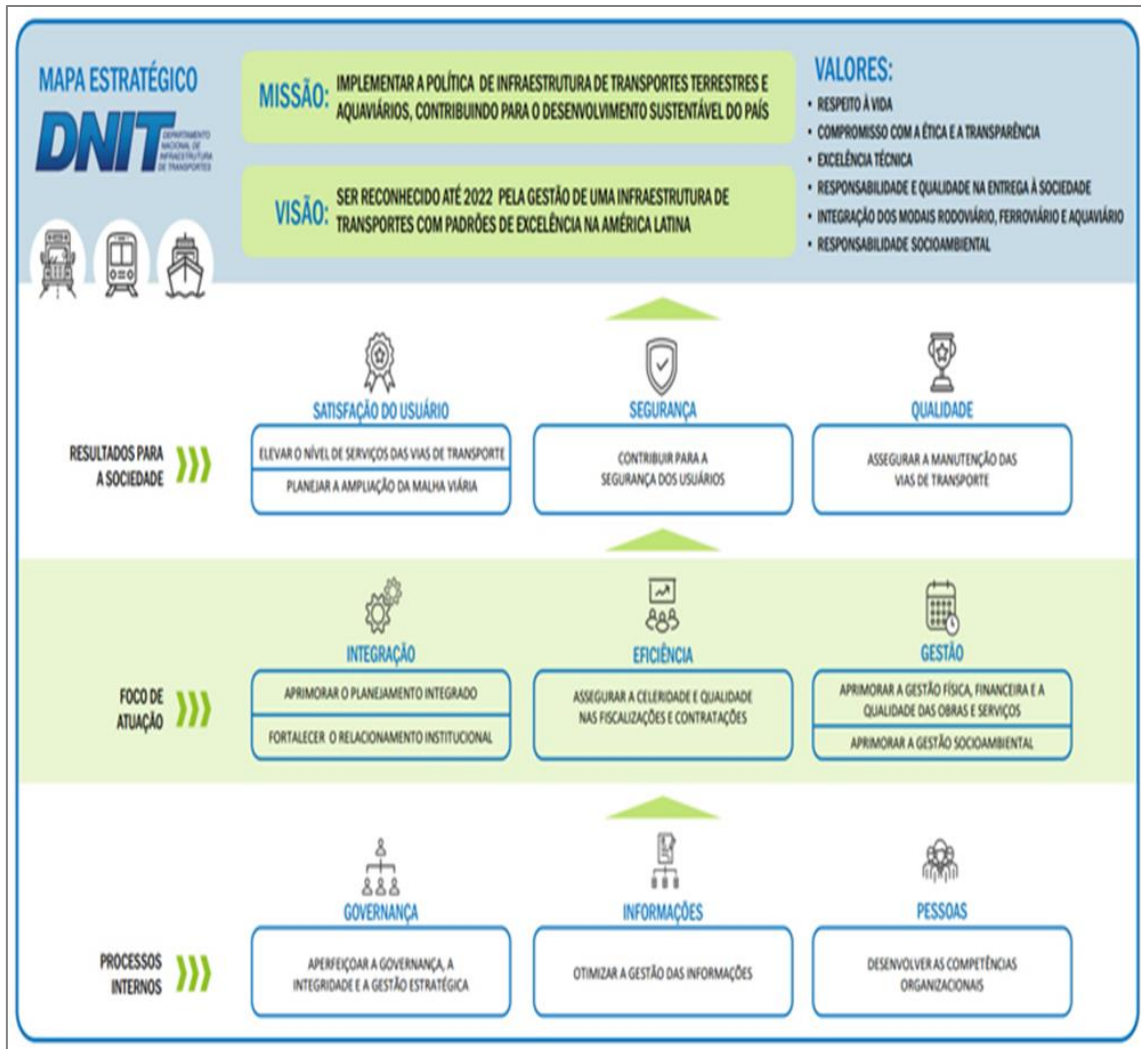 MAPA ESTRATÉGICO
DNIT
DEPARTAMENTO
NACIONAL DE
INFRAESTRUTURA
DE TRANSPORTES
MISSÃO:
IMPLEMENTAR A POLÍTICA DE INFRAESTRUTURA DE TRANSPORTES TERRESTRES E
AQUAVIÁRIOS, CONTRIBUINDO PARA O DESENVOLVIMENTO SUSTENTÁVEL DO PAÍS
VISÃO:
SER RECONHECIDO ATÉ 2022 PELA GESTÃO DE UMA INFRAESTRUTURA DE
TRANSPORTES COM PADRÕES DE EXCELÊNCIA NA AMÉRICA LATINA
VALORES:
• RESPEITO À VIDA
• COMPROMISSO COM A ÉTICA E A TRANSPARÊNCIA
• EXCELÊNCIA TÉCNICA
• RESPONSABILIDADE E QUALIDADE NA ENTREGA À SOCIEDADE
• INTEGRAÇÃO DOS MODAIS RODOVIÁRIO, FERROVIÁRIO E AQUAVIÁRIO
• RESPONSABILIDADE SOCIOAMBIENTAL
RESULTADOS PARA
A SOCIEDADE
SATISFAÇÃO DO USUÁRIO
ELEVAR O NÍVEL DE SERVIÇOS DAS VIAS DE TRANSPORTE
PLANEJAR A AMPLIAÇÃO DA MALHA VIÁRIA
SEGURANÇA
CONTRIBUIR PARA A
SEGURANÇA DOS USUÁRIOS
QUALIDADE
ASSEGURAR A MANUTENÇÃO DAS
VIAS DE TRANSPORTE
FOCO DE
ATUAÇÃO
INTEGRAÇÃO
APRIMORAR O PLANEJAMENTO INTEGRADO
FORTALECER O RELACIONAMENTO INSTITUCIONAL
EFICIÊNCIA
ASSEGURAR A CELERIDADE E QUALIDADE
NAS FISCALIZAÇÕES E CONTRATAÇÕES
GESTÃO
APRIMORAR A GESTÃO FÍSICA, FINANCEIRA E A
QUALIDADE DAS OBRAS E SERVIÇOS
APRIMORAR A GESTÃO SOCIOAMBIENTAL
PROCESSOS
INTERNOS
GOVERNANÇA
APERFEIÇOAR A GOVERNANÇA, A
INTEGRIDADE E A GESTÃO ESTRATÉGICA
INFORMAÇÕES
OTIMIZAR A GESTÃO DAS INFORMAÇÕES
PESSOAS
DESENVOLVER AS COMPETÊNCIAS
ORGANIZACIONAIS